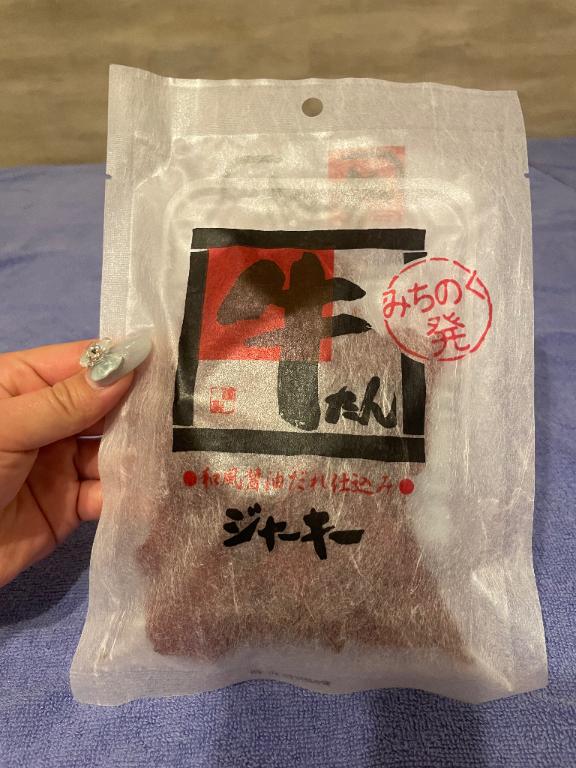 牛たん
みちのく
発
●和風醤油だれ仕込み●
ジャーキー